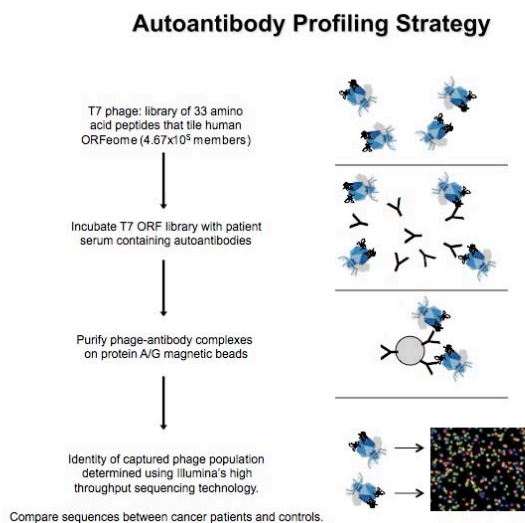 Autoantibody Profiling Strategy
T7 phage: library of 33 amino
acid peptides that tile human
ORFeome (4.67x10⁵ members)
Incubate T7 ORF library with patient
serum containing autoantibodies
Purify phage-antibody complexes
on protein A/G magnetic beads
Identity of captured phage population
determined using Illumina's high
throughput sequencing technology.
Compare sequences between cancer patients and controls.